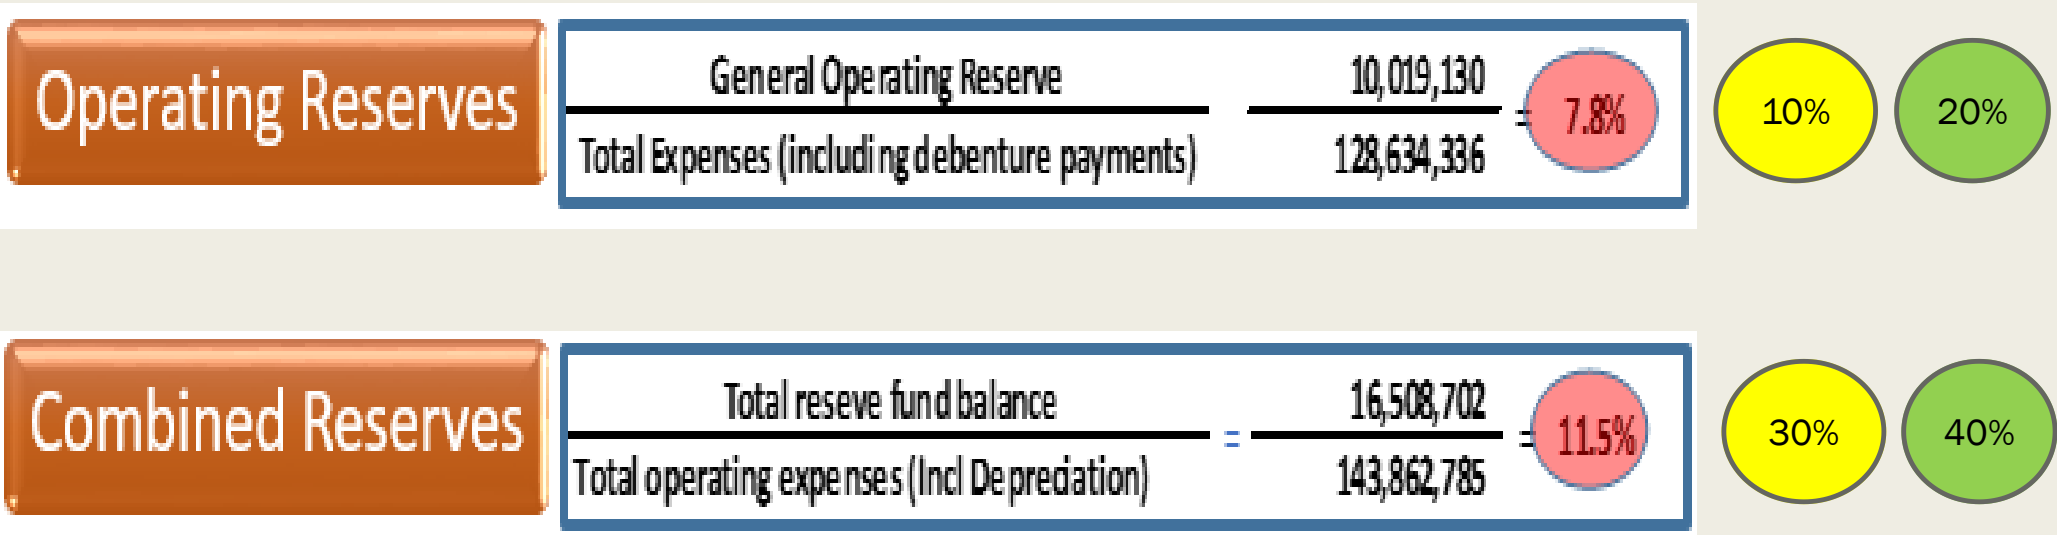 Operating Reserves
General Operating Reserve 10,019,130
= 7.8% 10% 20%
Total Expenses (including debenture payments) 128,634,336
Combined Reserves
Total reseve fund balance 16,508,702
= = 11.5% 30% 40%
Total operating expenses (Incl Depreciation) 143,862,785